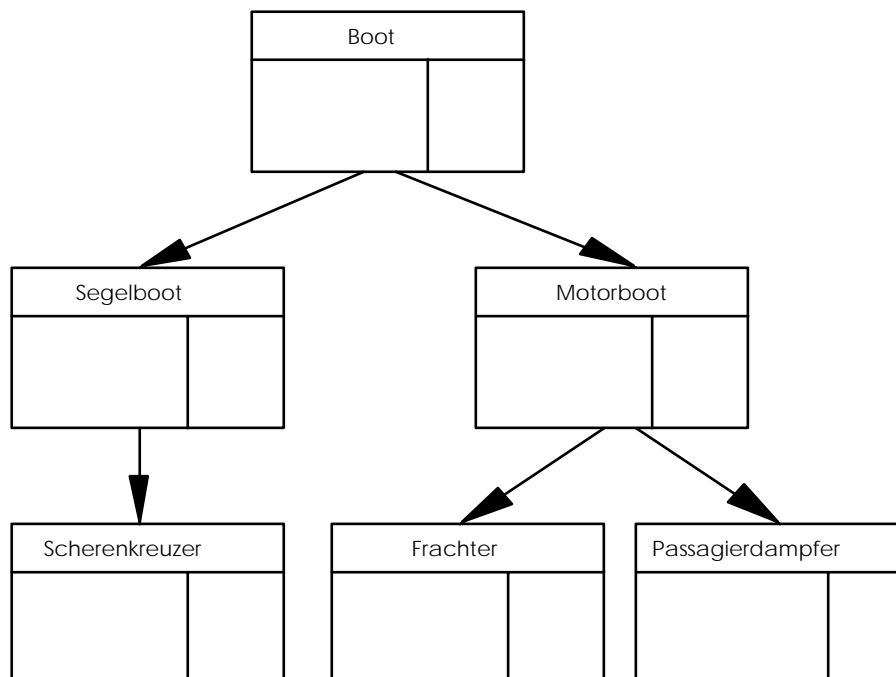 Boot
Segelboot
Motorboot
Scherenkreuzer
Frachter
Passagierdampfer